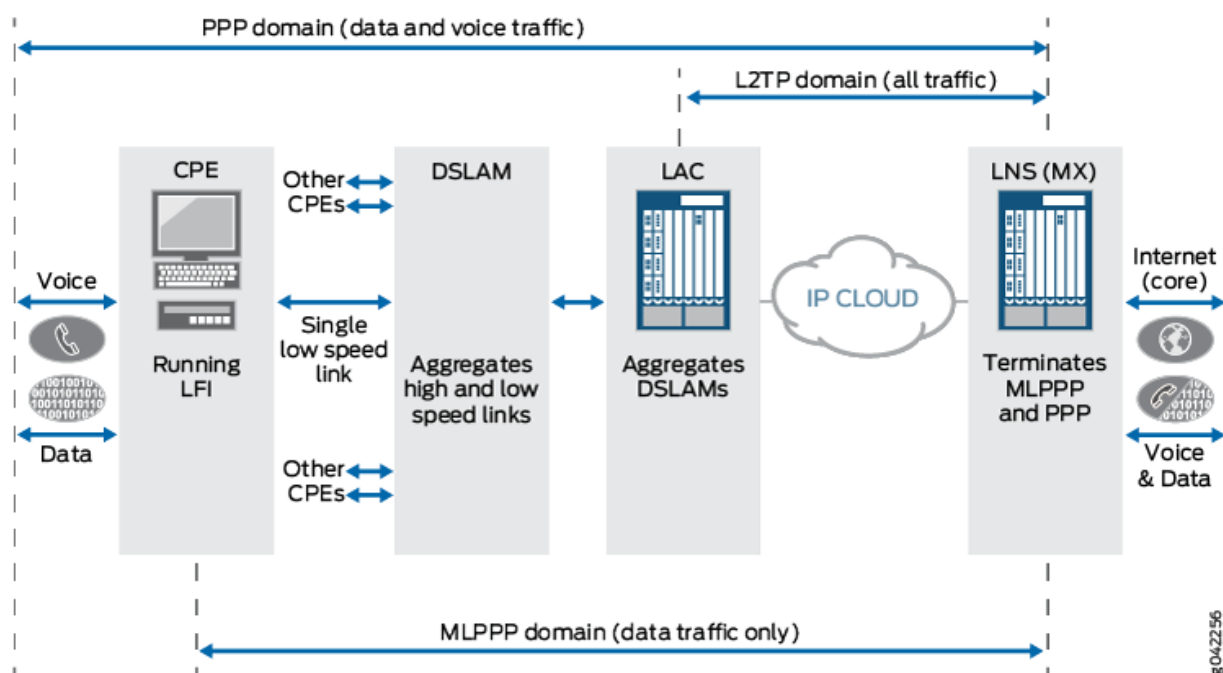 PPP domain (data and voice traffic)
L2TP domain (all traffic)
CPE
Other
CPEs
DSLAM
LAC
LNS (MX)
Voice
Internet
(core)
IP CLOUD
Single
low speed
link
Running
LFI
Aggregates
high and low
speed links
Aggregates
DSLAMs
Terminates
MLPPP
and PPP
Data
Other
CPEs
Voice
& Data
MLPPP domain (data traffic only)
g042256